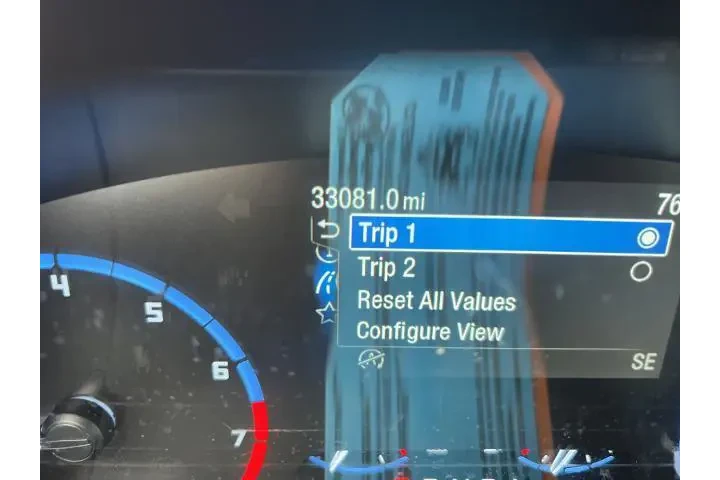 33081.0 mi 76
Trip 1
Trip 2
Reset All Values
Configure View
SE
4
5
6
7